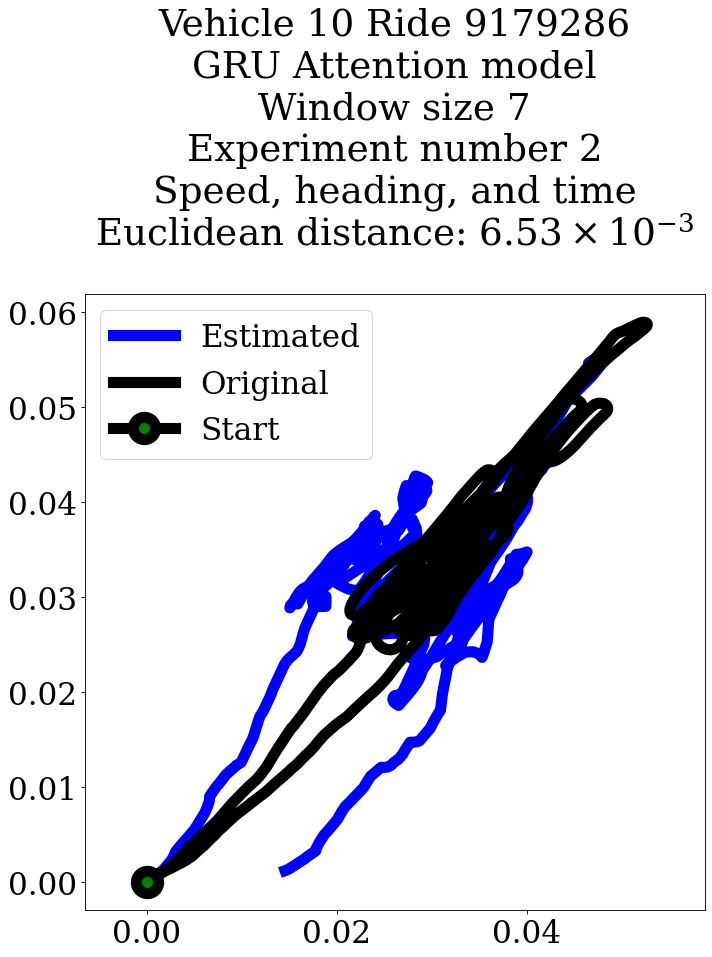 Vehicle 10 Ride 9179286
GRU Attention model
Window size 7
Experiment number 2
Speed, heading, and time
Euclidean distance: 6.53 × 10⁻³
0.06
0.05
0.04
0.03
0.02
0.01
0.00
Estimated
Original
Start
0.00 0.02 0.04